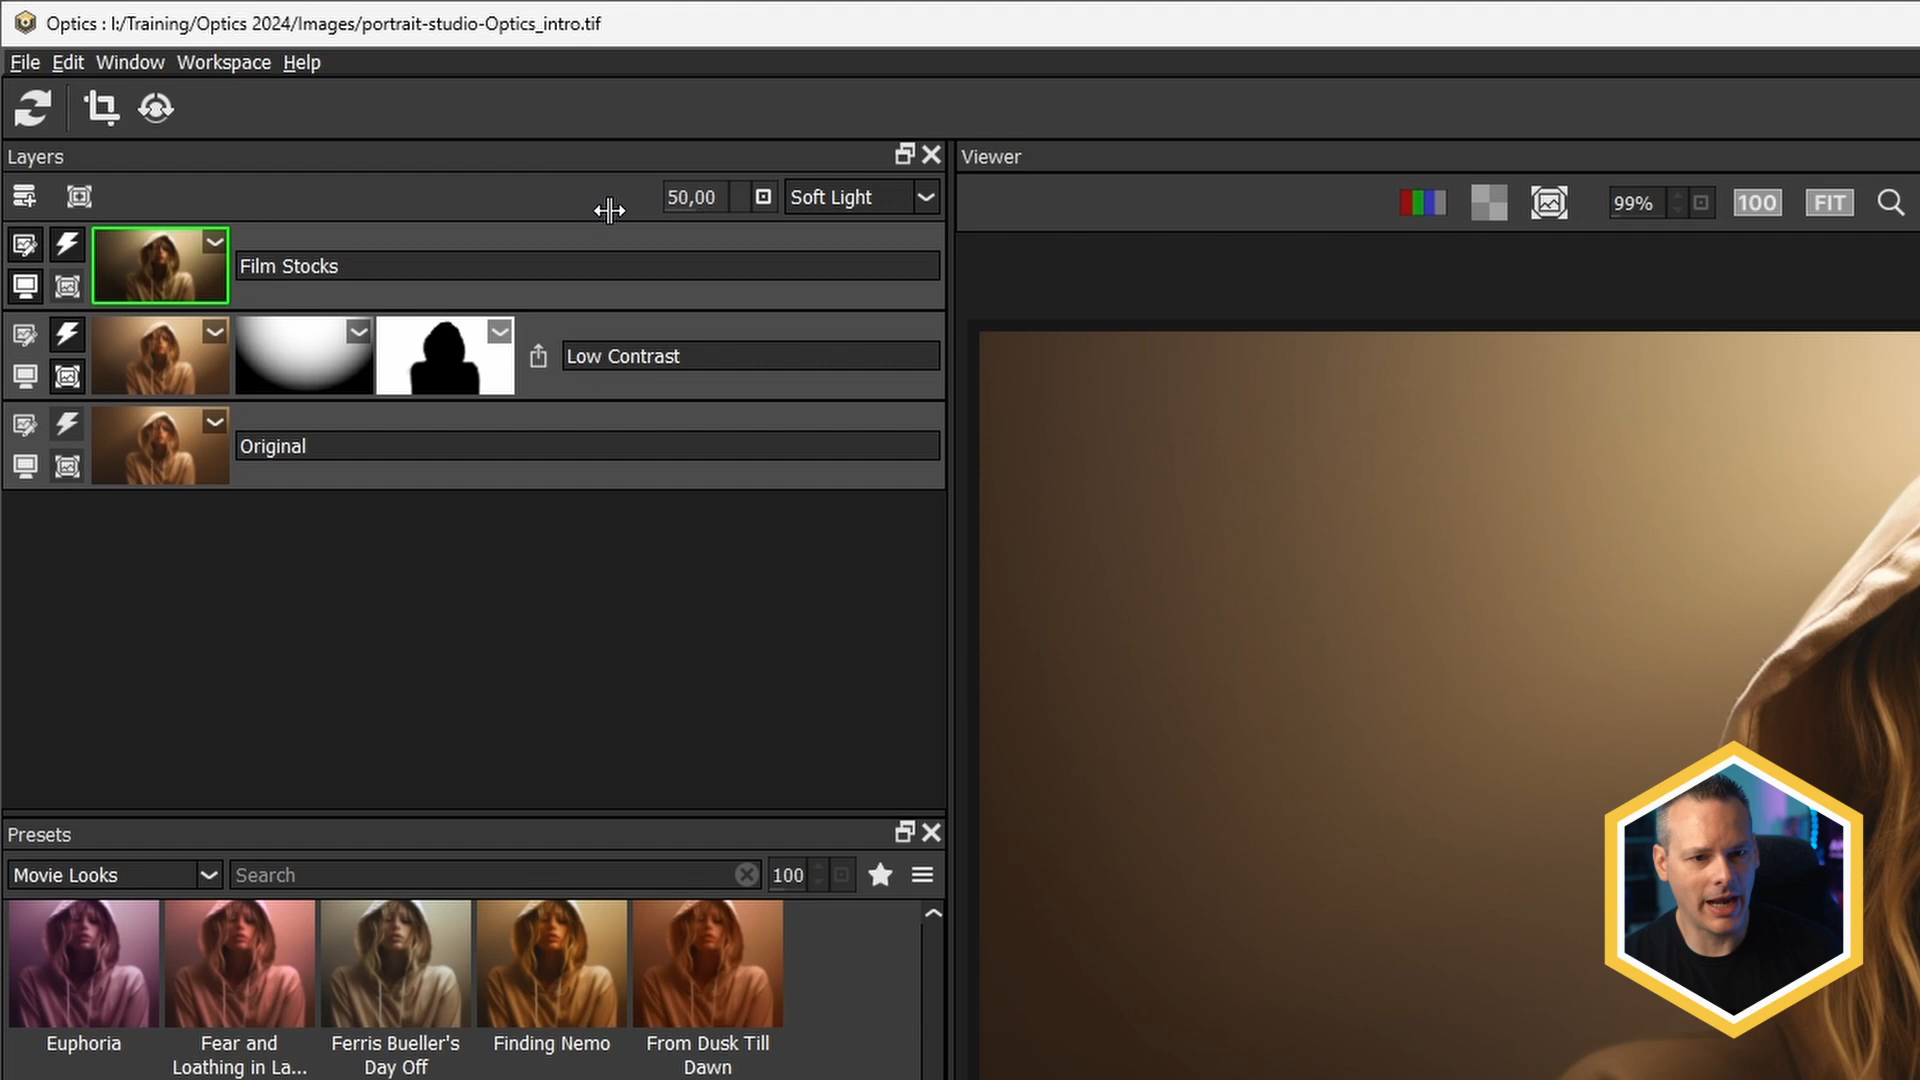 Optics : I:/Training/Optics 2024/Images/portrait-studio-Optics_intro.tif
File Edit Window Workspace Help
Layers
Viewer
50,00
Soft Light
99%
100
FIT
Film Stocks
Low Contrast
Original
Presets
Movie Looks
Search
100
Euphoria
Fear and
Loathing in La...
Ferris Bueller's
Day Off
Finding Nemo
From Dusk Till
Dawn